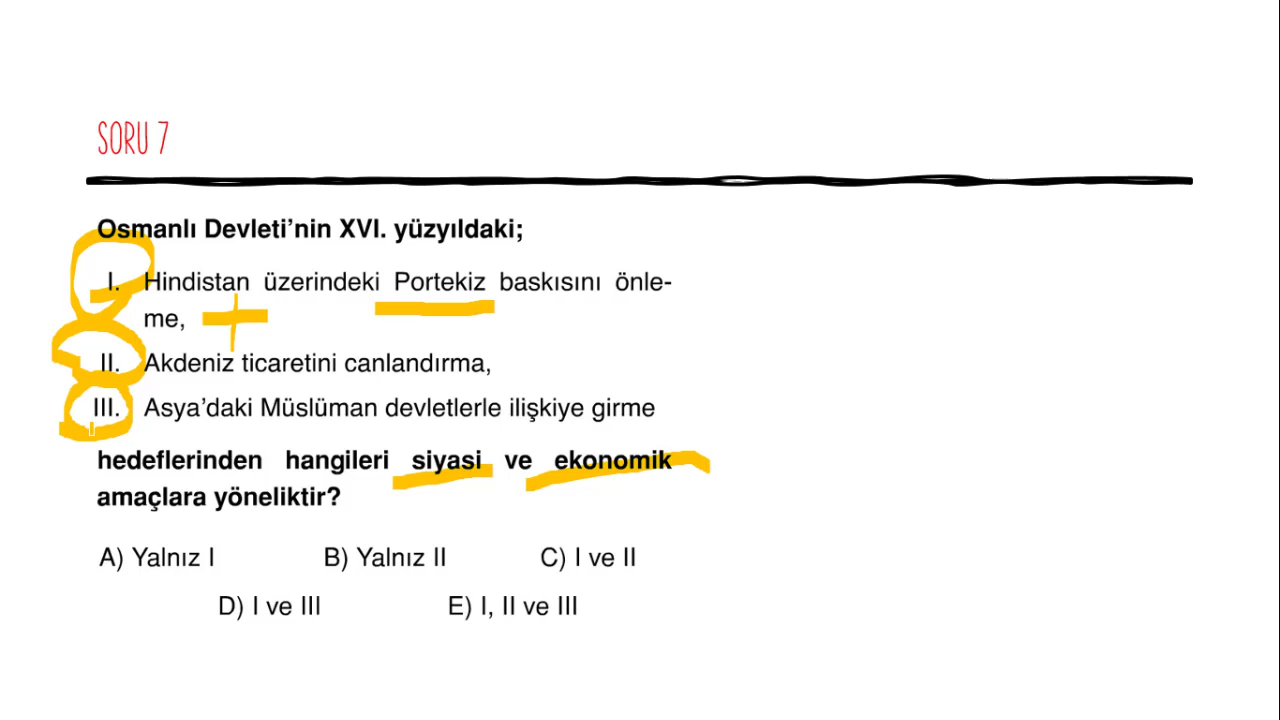 SORU 7
Osmanlı Devleti’nin XVI. yüzyıldaki;
I. Hindistan üzerindeki Portekiz baskısını önle-
me,
II. Akdeniz ticaretini canlandırma,
III. Asya’daki Müslüman devletlerle ilişkiye girme
hedeflerinden hangileri siyasi ve ekonomik
amaçlara yöneliktir?
A) Yalnız I B) Yalnız II C) I ve II
D) I ve III E) I, II ve III